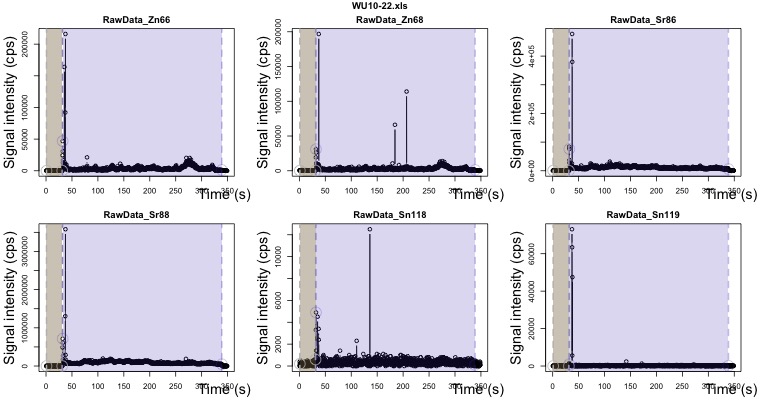 WU10-22.xls
RawData_Zn66
RawData_Zn68
RawData_Sr86
Signal intensity (cps)
0 50000 100000 200000
0 50 100 150 200 250 300 350
Time (s)
Signal intensity (cps)
0 50000 100000 150000 200000
0 50 100 150 200 250 300 350
Time (s)
Signal intensity (cps)
0e+00 2e+05 4e+05
0 50 100 150 200 250 300 350
Time (s)
RawData_Sr88
RawData_Sn118
RawData_Sn119
Signal intensity (cps)
0 1000000 2000000 3000000
0 50 100 150 200 250 300 350
Time (s)
Signal intensity (cps)
0 2000 6000 10000
0 50 100 150 200 250 300 350
Time (s)
Signal intensity (cps)
0 20000 40000 60000
0 50 100 150 200 250 300 350
Time (s)